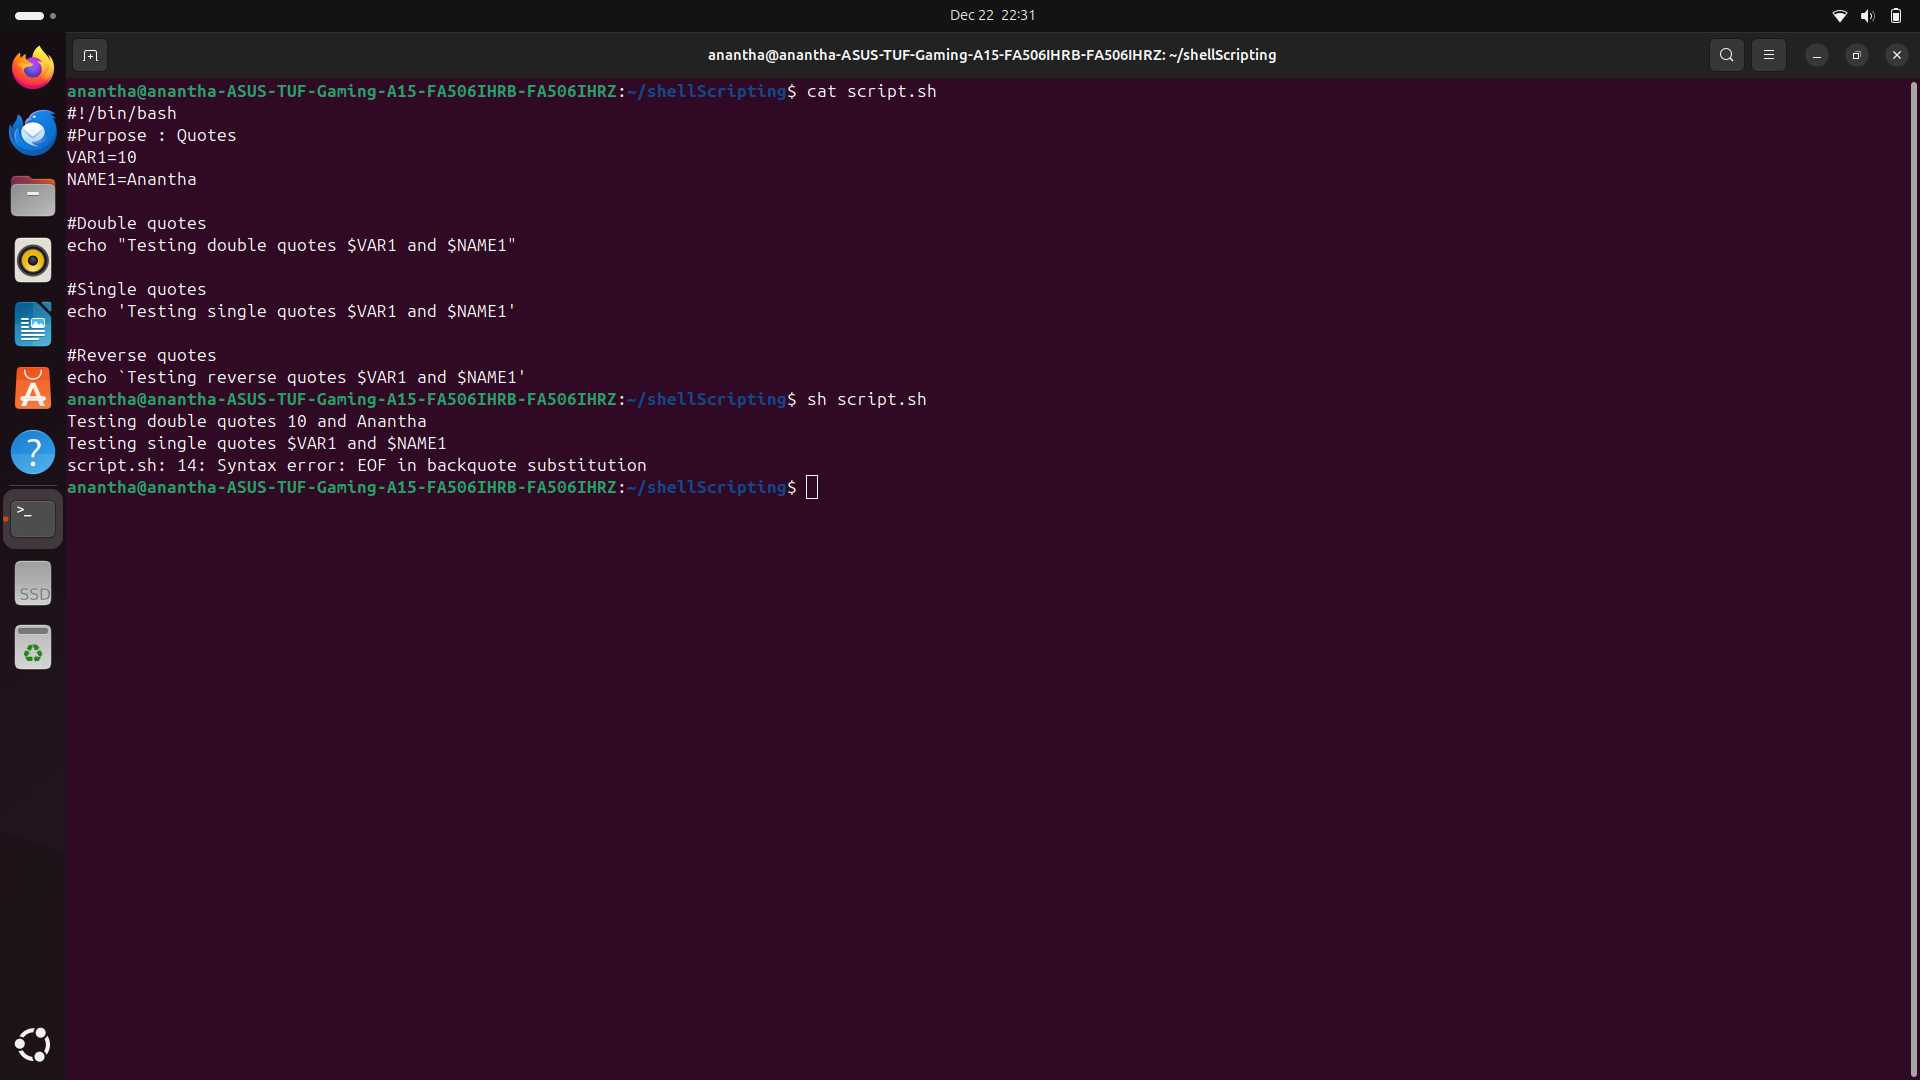 Dec 22 22:31
anantha@anantha-ASUS-TUF-Gaming-A15-FA506IHRB-FA506IHRZ: ~/shellScripting
anantha@anantha-ASUS-TUF-Gaming-A15-FA506IHRB-FA506IHRZ:~/shellScripting$ cat script.sh
#!/bin/bash
#Purpose : Quotes
VAR1=10
NAME1=Anantha
#Double quotes
echo "Testing double quotes $VAR1 and $NAME1"
#Single quotes
echo 'Testing single quotes $VAR1 and $NAME1'
#Reverse quotes
echo `Testing reverse quotes $VAR1 and $NAME1'
anantha@anantha-ASUS-TUF-Gaming-A15-FA506IHRB-FA506IHRZ:~/shellScripting$ sh script.sh
Testing double quotes 10 and Anantha
Testing single quotes $VAR1 and $NAME1
script.sh: 14: Syntax error: EOF in backquote substitution
anantha@anantha-ASUS-TUF-Gaming-A15-FA506IHRB-FA506IHRZ:~/shellScripting$
?
>_
SSD